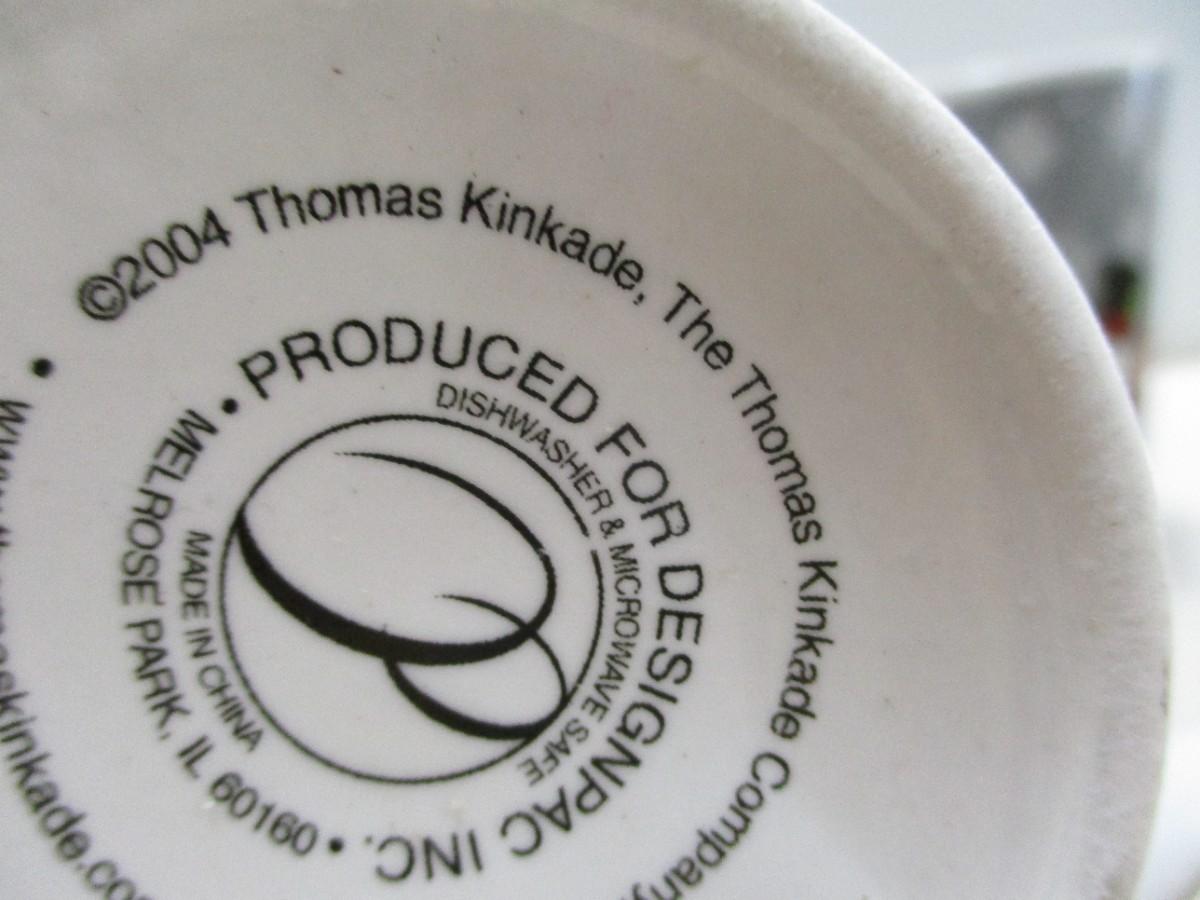 ©2004 Thomas Kinkade, The Thomas Kinkade Company
• PRODUCED FOR DESIGNPAC INC. •
MELROSE PARK, IL 60160
DISHWASHER & MICROWAVE SAFE
MADE IN CHINA